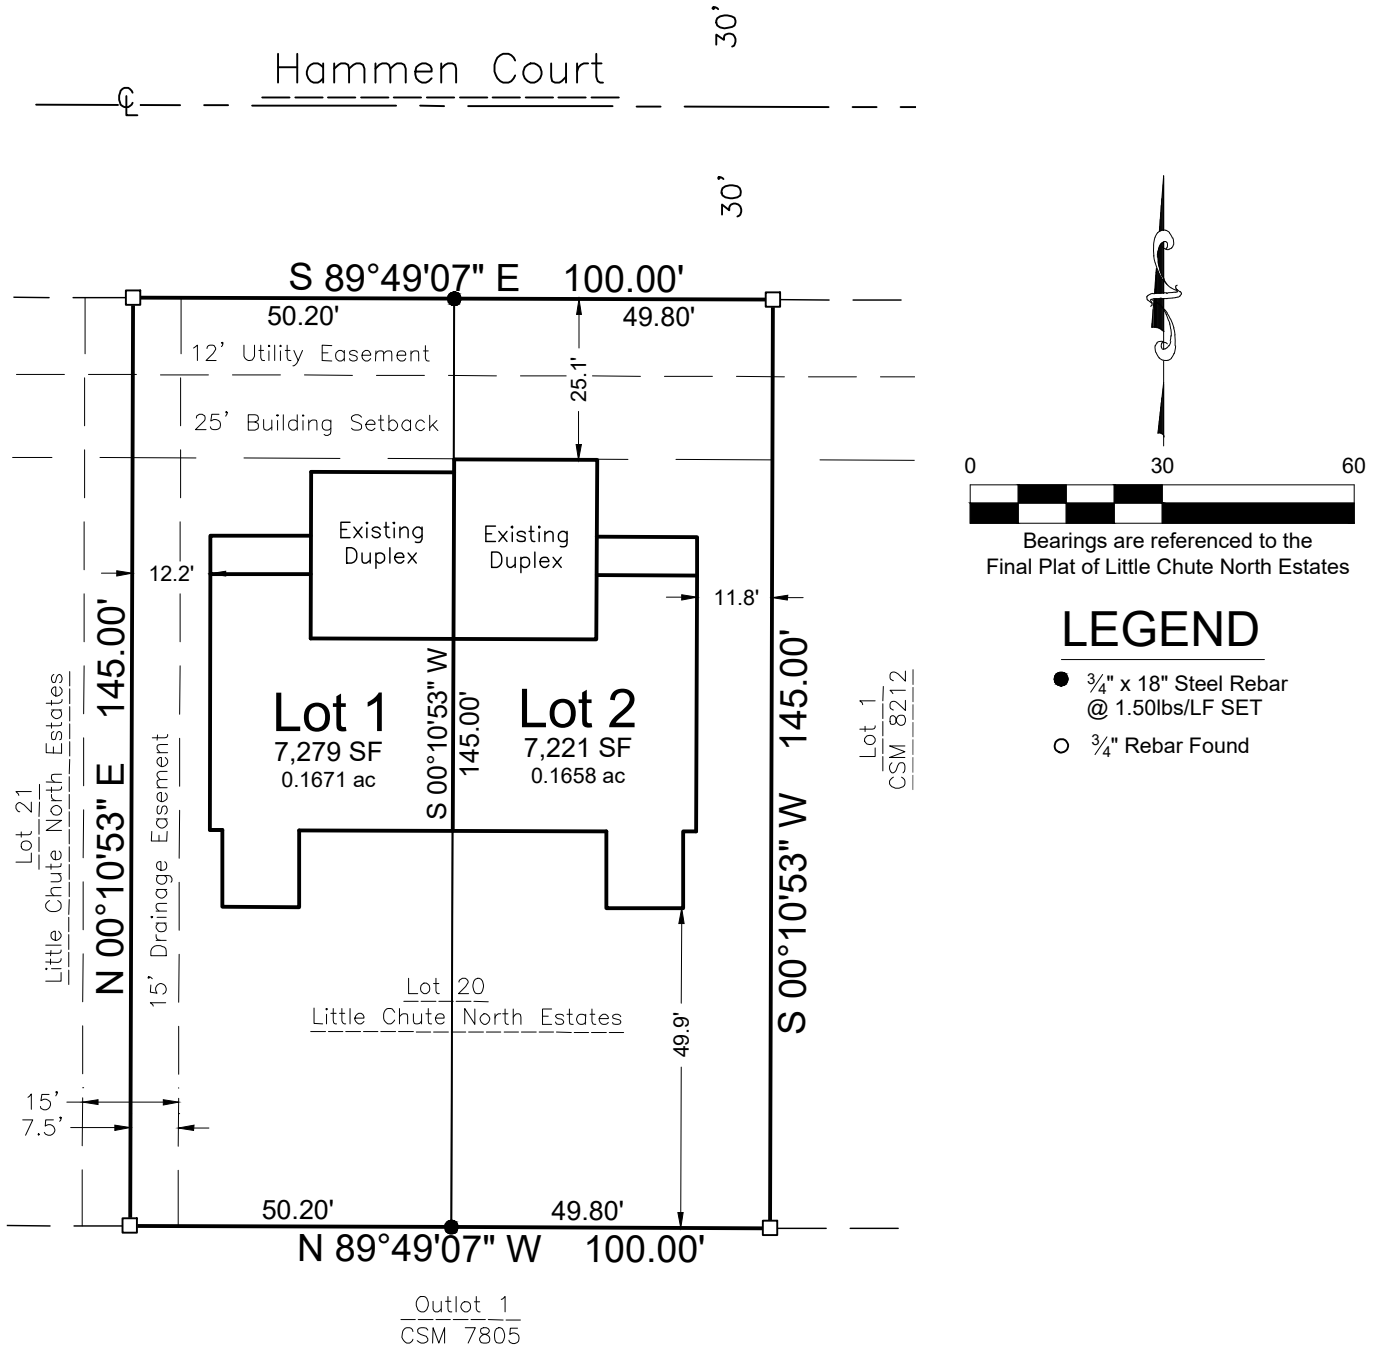 30'
Hammen Court
CL
30'
S 89°49'07" E 100.00'
50.20'
49.80'
12' Utility Easement
25.1'
25' Building Setback
Existing
Duplex
Existing
Duplex
12.2'
11.8'
N 00°10'53" E 145.00'
S 00°10'53" W
145.00'
S 00°10'53" W 145.00'
Lot 1
7,279 SF
0.1671 ac
Lot 2
7,221 SF
0.1658 ac
Lot 21
Little Chute North Estates
15' Drainage Easement
Lot 1
CSM 8212
Lot 20
Little Chute North Estates
49.9'
15'
7.5'
50.20'
49.80'
N 89°49'07" W 100.00'
Outlot 1
CSM 7805
0 30 60
Bearings are referenced to the
Final Plat of Little Chute North Estates
LEGEND
¾" x 18" Steel Rebar
@ 1.50lbs/LF SET
¾" Rebar Found